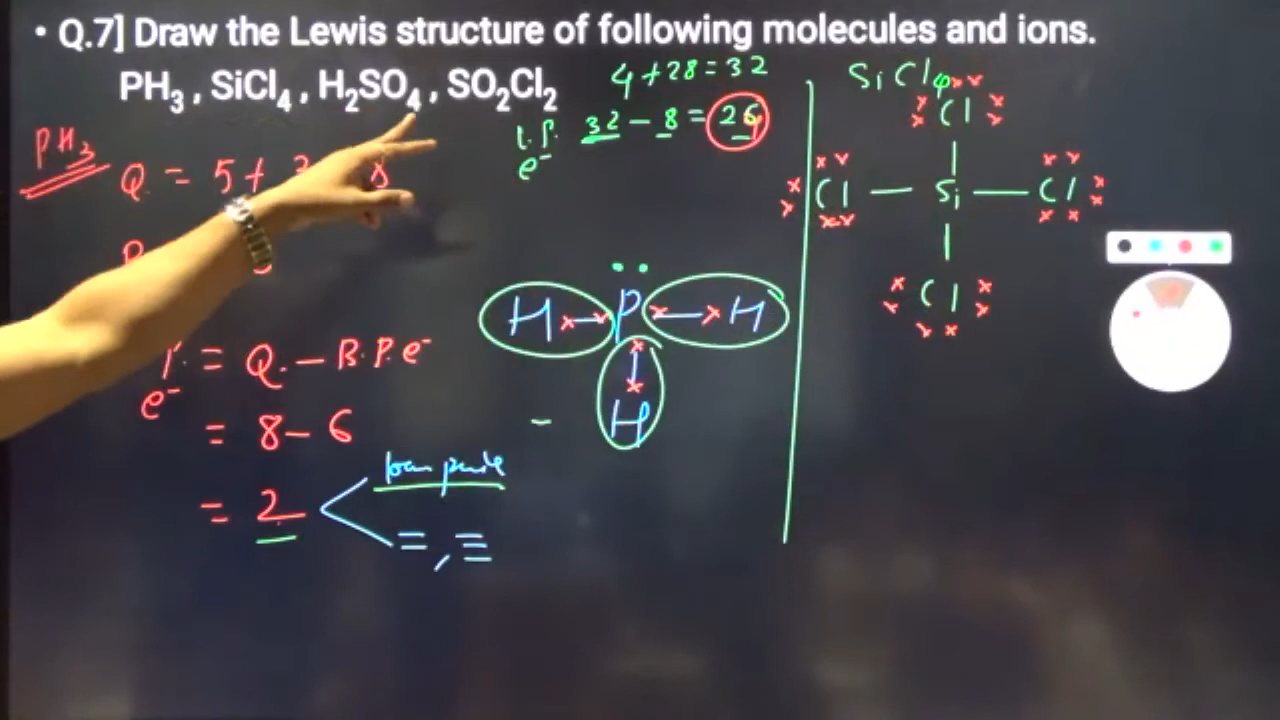 • Q.7] Draw the Lewis structure of following molecules and ions.
PH₃ , SiCl₄ , H₂SO₄ , SO₂Cl₂
4 + 28 = 32
32 – 8 = 24
e⁻
PH₃
Q = 5 +
e⁻ = Q. – B.P.e⁻
= 8 – 6
= 2
= , ≡
H P H
H
–
SiCl₄
Cl
Cl — Si — Cl
Cl